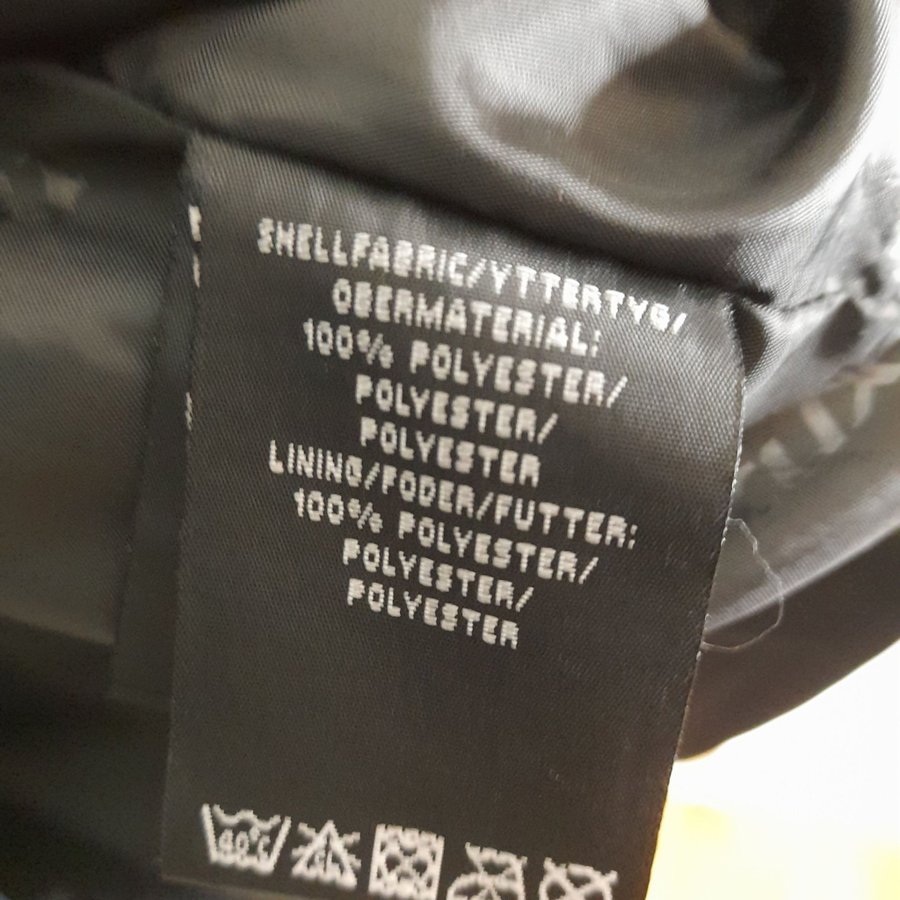 SHELLFABRIC/YTTERTYG/
OBERMATERIAL:
100% POLYESTER/
POLYESTER/
POLYESTER
LINING/FODER/FUTTER:
100% POLYESTER/
POLYESTER/
POLYESTER